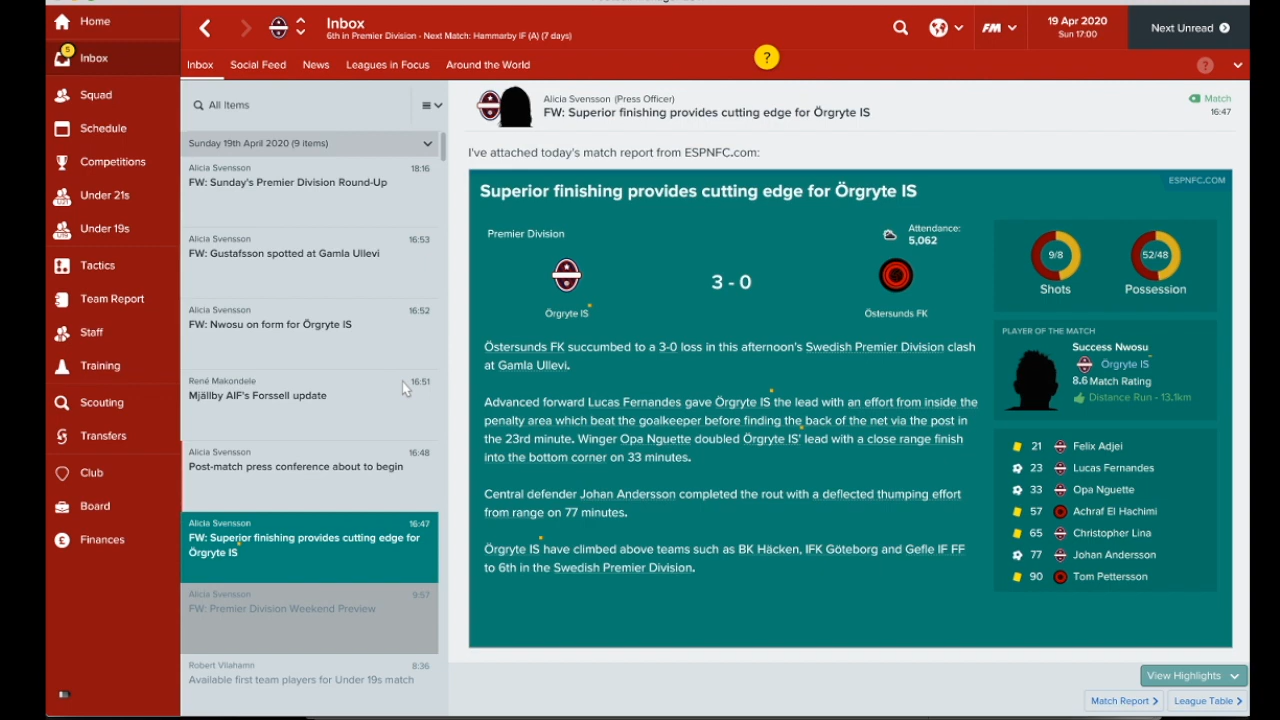 Home
5
Inbox
Squad
Schedule
Competitions
Under 21s
Under 19s
Tactics
Team Report
Staff
Training
Scouting
Transfers
Club
Board
Finances
Inbox
6th in Premier Division - Next Match: Hammarby IF (A) (7 days)
FM
19 Apr 2020
Sun 17:00
Next Unread
Inbox
Social Feed
News
Leagues in Focus
Around the World
?
?
All Items
Sunday 19th April 2020 (9 items)
Alicia Svensson 18:16
FW: Sunday's Premier Division Round-Up
Alicia Svensson 16:53
FW: Gustafsson spotted at Gamla Ullevi
Alicia Svensson 16:52
FW: Nwosu on form for Örgryte IS
René Makondele 16:51
Mjällby AIF's Forssell update
Alicia Svensson 16:48
Post-match press conference about to begin
Alicia Svensson 16:47
FW: Superior finishing provides cutting edge for
Örgryte IS
Alicia Svensson 9:57
FW: Premier Division Weekend Preview
Robert Vilahamn 8:36
Available first team players for Under 19s match
Alicia Svensson (Press Officer)
FW: Superior finishing provides cutting edge for Örgryte IS
Match
16:47
I've attached today's match report from ESPNFC.com:
Superior finishing provides cutting edge for Örgryte IS
ESPNFC.COM
Premier Division
Attendance:
5,062
3 - 0
Örgryte IS
Östersunds FK
Östersunds FK succumbed to a 3-0 loss in this afternoon's Swedish Premier Division clash
at Gamla Ullevi.
Advanced forward Lucas Fernandes gave Örgryte IS the lead with an effort from inside the
penalty area which beat the goalkeeper before finding the back of the net via the post in
the 23rd minute. Winger Opa Nguette doubled Örgryte IS' lead with a close range finish
into the bottom corner on 33 minutes.
Central defender Johan Andersson completed the rout with a deflected thumping effort
from range on 77 minutes.
Örgryte IS have climbed above teams such as BK Häcken, IFK Göteborg and Gefle IF FF
to 6th in the Swedish Premier Division.
9/8
Shots
52/48
Possession
PLAYER OF THE MATCH
Success Nwosu
Örgryte IS
8.6 Match Rating
Distance Run - 13.1km
21 Felix Adjei
23 Lucas Fernandes
33 Opa Nguette
57 Achraf El Hachimi
65 Christopher Lina
77 Johan Andersson
90 Tom Pettersson
View Highlights
Match Report
League Table